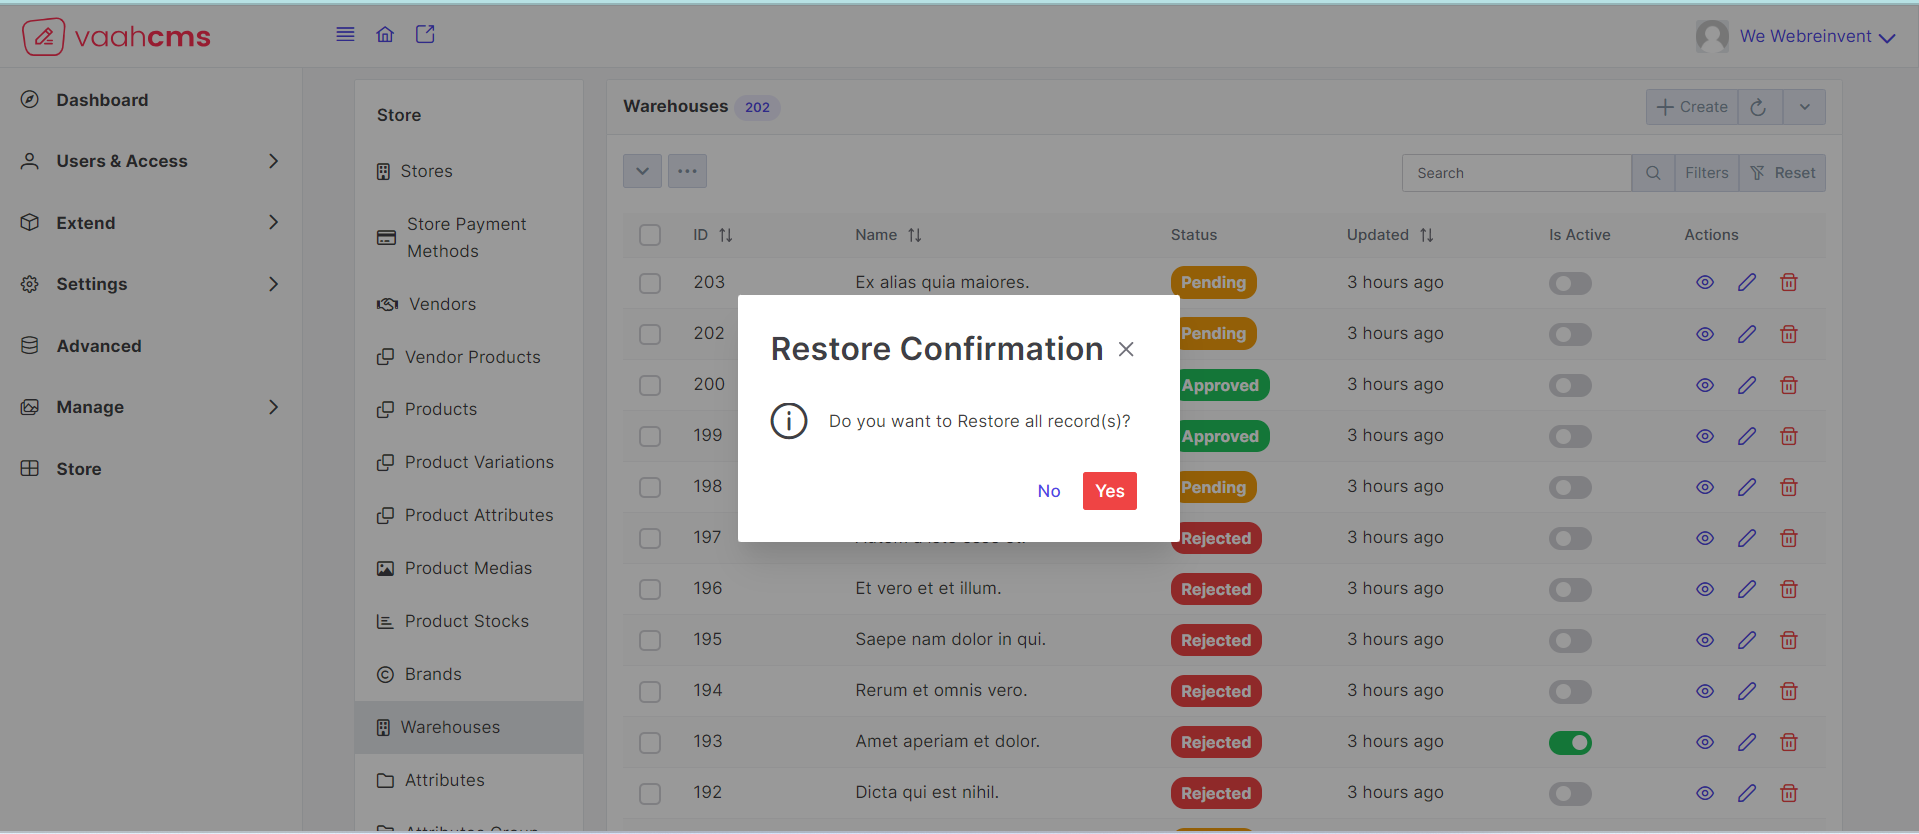 vaahcms
We Webreinvent
Dashboard
Users & Access
Extend
Settings
Advanced
Manage
Store
Store
Stores
Store Payment
Methods
Vendors
Vendor Products
Products
Product Variations
Product Attributes
Product Medias
Product Stocks
Brands
Warehouses
Attributes
Warehouses 202
Create
Search
Filters
Reset
ID Name Status Updated Is Active Actions
203 Ex alias quia maiores. Pending 3 hours ago
202 Pending 3 hours ago
200 Approved 3 hours ago
199 Approved 3 hours ago
198 Pending 3 hours ago
197 Rejected 3 hours ago
196 Et vero et et illum. Rejected 3 hours ago
195 Saepe nam dolor in qui. Rejected 3 hours ago
194 Rerum et omnis vero. Rejected 3 hours ago
193 Amet aperiam et dolor. Rejected 3 hours ago
192 Dicta qui est nihil. Rejected 3 hours ago
Restore Confirmation
Do you want to Restore all record(s)?
No Yes